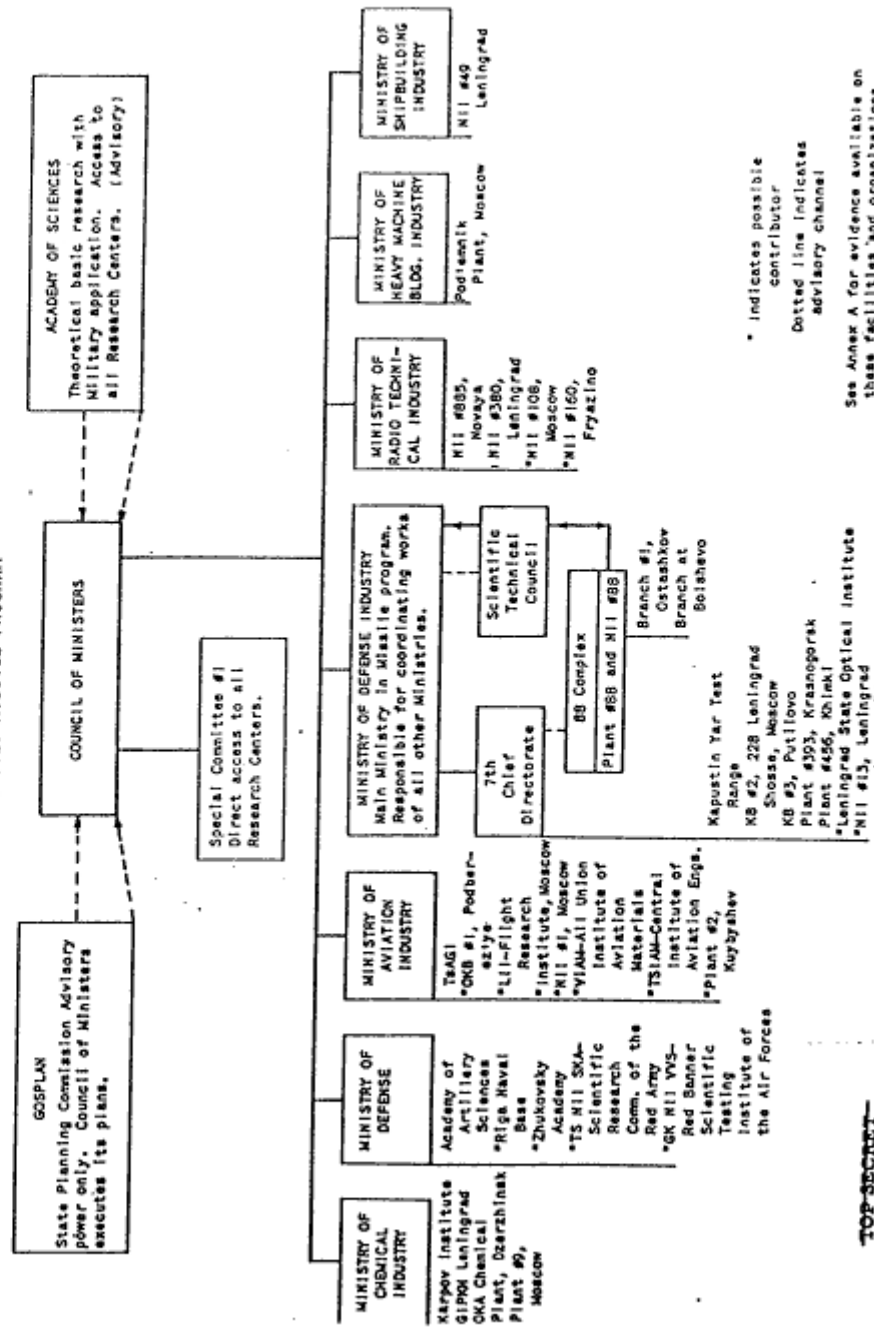 GOSPLAN
State Planning Commission Advisory
power only. Council of Ministers
executes its plans.
COUNCIL OF MINISTERS
ACADEMY OF SCIENCES
Theoretical basic research with
Military application. Access to
all Research Centers. (Advisory)
Special Committee #1
Direct access to all
Research Centers.
MINISTRY OF
CHEMICAL
INDUSTRY
Karpov Institute
GIPKH Leningrad
OKA Chemical
Plant, Dzerzhinsk
Plant #9,
Moscow
MINISTRY OF
DEFENSE
Academy of
Artillery
Sciences
*Riga Naval
Base
*Zhukovsky
Academy
*TS NII SKA-
Scientific
Research
Comm. of the
Red Army
*GK NII VVS-
Red Banner
Scientific
Testing
Institute of
the Air Forces
MINISTRY OF
AVIATION
INDUSTRY
TsAGI
*OKB #1, Podber-
eziye
*LII-Flight
Research
*Institute, Moscow
*NII #1, Moscow
*VIAM-All Union
Institute of
Aviation
Materials
*TSIAM-Central
Institute of
Aviation Engs.
*Plant #2,
Kuybyshev
MINISTRY OF DEFENSE INDUSTRY
Main Ministry in Missile program.
Responsible for coordinating works
of all other Ministries.
7th
Chief
Directorate
Scientific
Technical
Council
88 Complex
Plant #88 and NII #88
Branch #1,
Ostashkov
Branch at
Bolshevo
Kapustin Yar Test
Range
KB #2, 228 Leningrad
Shosse, Moscow
KB #3, Putilovo
Plant #393, Krasnogorsk
Plant #456, Khimki
*Leningrad State Optical Institute
*NII #13, Leningrad
MINISTRY OF
RADIO TECHNI-
CAL INDUSTRY
NII #885,
Novaya
NII #380,
Leningrad
*NII #108,
Moscow
*NII #160,
Fryazino
MINISTRY OF
HEAVY MACHINE
BLDG. INDUSTRY
Podiemnik
Plant, Moscow
MINISTRY OF
SHIPBUILDING
INDUSTRY
NII #49
Leningrad
* Indicates possible
contributor
Dotted line indicates
advisory channel
See Annex A for evidence available on
these facilities and organizations
TOP SECRET